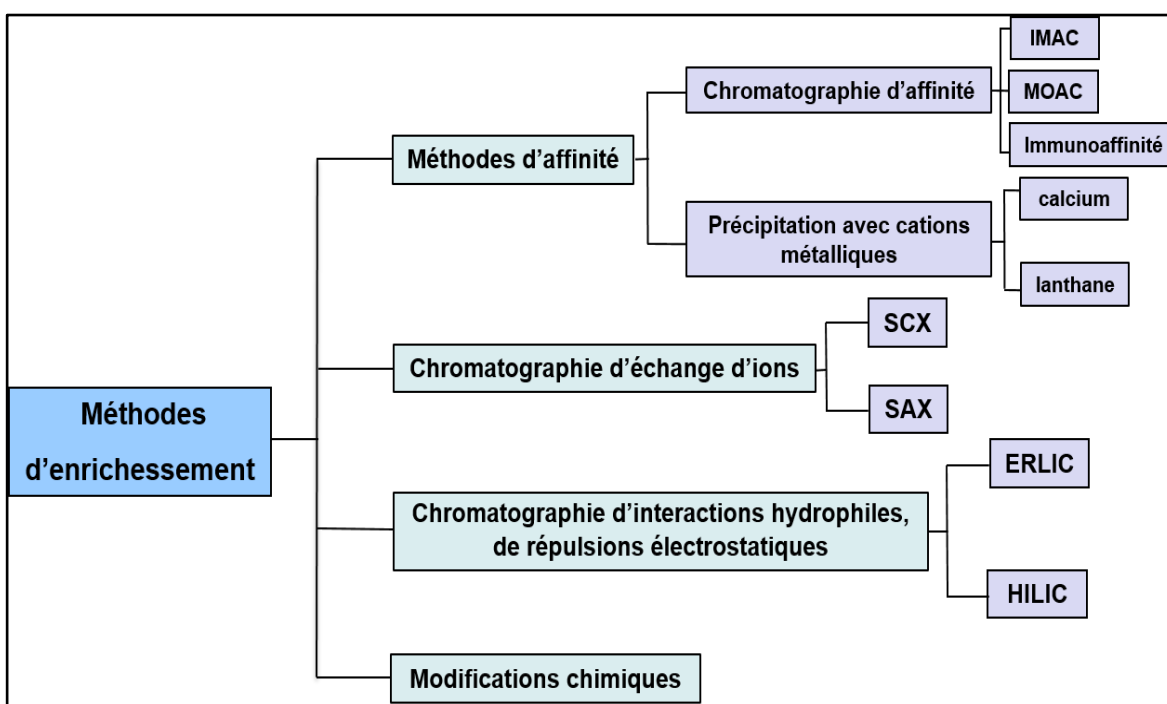 Méthodes
d'enrichessement
Méthodes d'affinité
Chromatographie d'affinité
IMAC
MOAC
Immunoaffinité
Précipitation avec cations
métalliques
calcium
lanthane
Chromatographie d'échange d'ions
SCX
SAX
Chromatographie d'interactions hydrophiles,
de répulsions électrostatiques
ERLIC
HILIC
Modifications chimiques